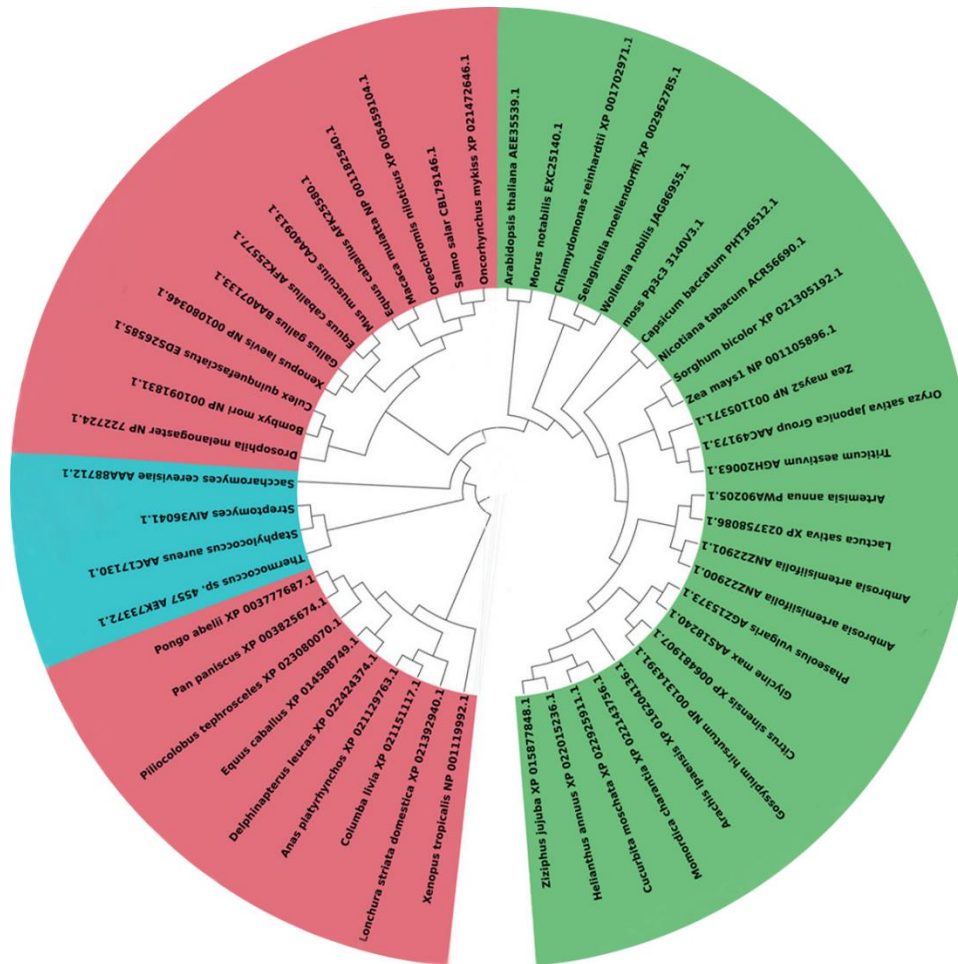 Arabidopsis thaliana AEE35539.1
Morus notabilis EXC25140.1
Chlamydomonas reinhardtii XP 001702971.1
Selaginella moellendorffii XP 002962785.1
Wollemia nobilis JAG86955.1
moss Pp3c3 3140V3.1
Capsicum baccatum PHT36512.1
Nicotiana tabacum ACR56690.1
Sorghum bicolor XP 021305192.1
Zea mays1 NP 001105896.1
Zea mays2 NP 001105371.1
Oryza sativa Japonica Group AAC49173.1
Triticum aestivum AGH20063.1
Artemisia annua PWA90205.1
Lactuca sativa XP 023758086.1
Ambrosia artemisiifolia ANZ22901.1
Ambrosia artemisiifolia ANZ22900.1
Phaseolus vulgaris AGZ15373.1
Glycine max AAS18240.1
Citrus sinensis XP 006481907.1
Gossypium hirsutum NP 001314391.1
Arachis ipaensis XP 016204136.1
Momordica charantia XP 022143756.1
Cucurbita moschata XP 022925911.1
Helianthus annuus XP 022015236.1
Ziziphus jujuba XP 015877848.1
Xenopus tropicalis NP 001119992.1
Lonchura striata domestica XP 021392940.1
Columba livia XP 021151117.1
Anas platyrhynchos XP 021129763.1
Delphinapterus leucas XP 022424374.1
Equus caballus XP 014588749.1
Piliocolobus tephrosceles XP 023080070.1
Pan paniscus XP 003825674.1
Pongo abelii XP 003777687.1
Thermococcus sp. 4557 AEK73372.1
Staphylococcus aureus AAC17130.1
Streptomyces AIV36041.1
Saccharomyces cerevisiae AAA88712.1
Drosophila melanogaster NP 722724.1
Bombyx mori NP 001091831.1
Culex quinquefasciatus EDS26585.1
Xenopus laevis NP 001080346.1
Gallus gallus BAA07133.1
Equus caballus AFK25577.1
Mus musculus CAA40913.1
Equus caballus AFK25580.1
Macaca mulatta NP 001182540.1
Oreochromis niloticus XP 005459104.1
Salmo salar CBL79146.1
Oncorhynchus mykiss XP 021472646.1